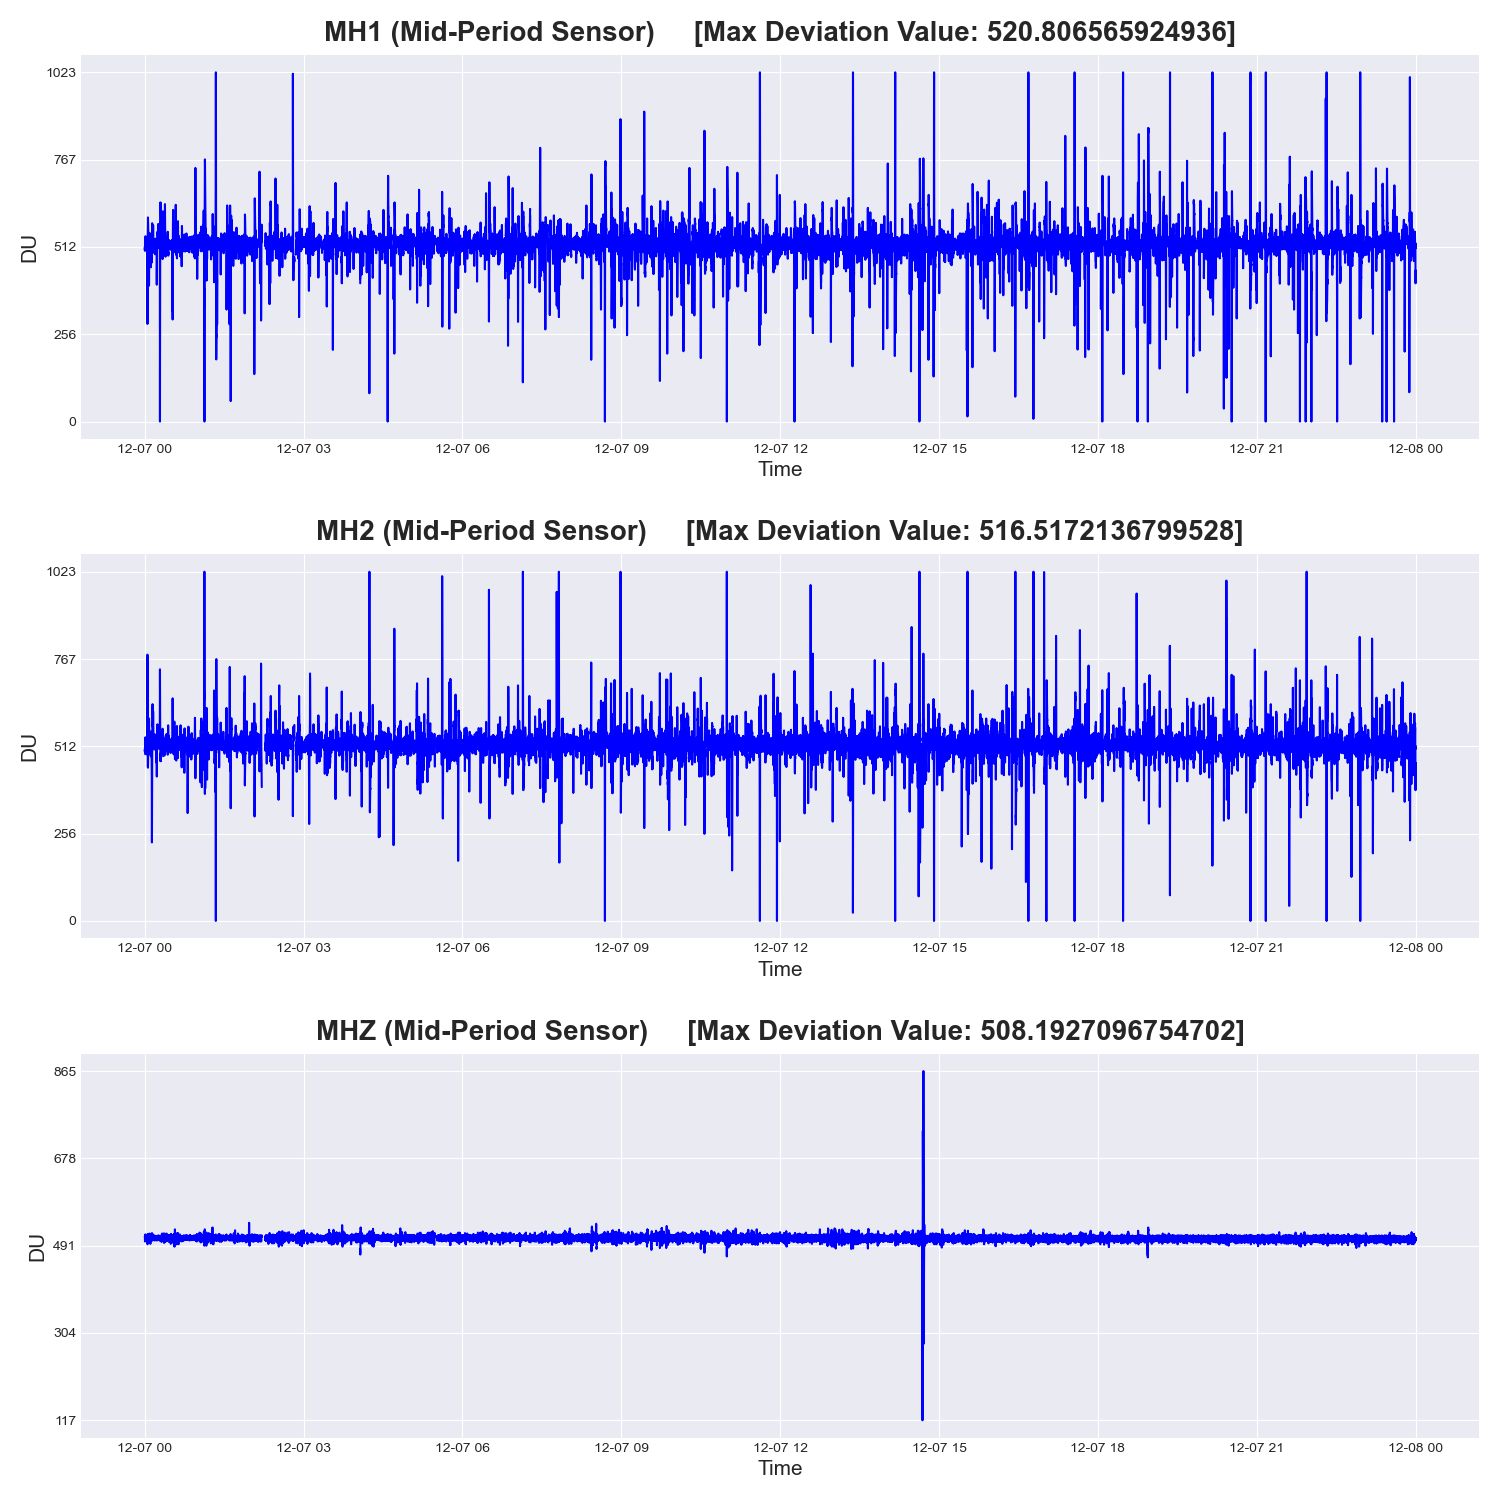 MH1 (Mid-Period Sensor) [Max Deviation Value: 520.806565924936]
1023
767
512
256
0
DU
12-07 00 12-07 03 12-07 06 12-07 09 12-07 12 12-07 15 12-07 18 12-07 21 12-08 00
Time
MH2 (Mid-Period Sensor) [Max Deviation Value: 516.5172136799528]
1023
767
512
256
0
DU
12-07 00 12-07 03 12-07 06 12-07 09 12-07 12 12-07 15 12-07 18 12-07 21 12-08 00
Time
MHZ (Mid-Period Sensor) [Max Deviation Value: 508.1927096754702]
865
678
491
304
117
DU
12-07 00 12-07 03 12-07 06 12-07 09 12-07 12 12-07 15 12-07 18 12-07 21 12-08 00
Time